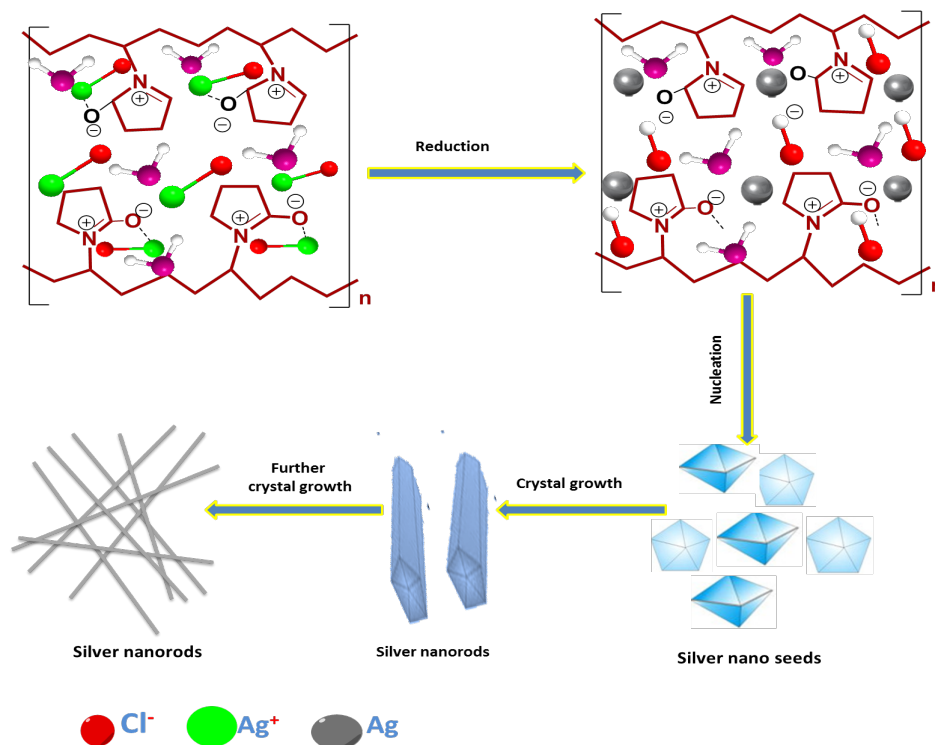 N
⊕
O
⊖
N
⊕
O
⊖
N
⊕
O
⊖
N
⊕
O
⊖
n
Reduction
N
⊕
O
⊖
N
⊕
O
⊖
N
⊕
O
⊖
N
⊕
O
⊖
n
Nucleation
Further
crystal growth
Crystal growth
Silver nanorods
Silver nanorods
Silver nano seeds
Cl⁻
Ag⁺
Ag